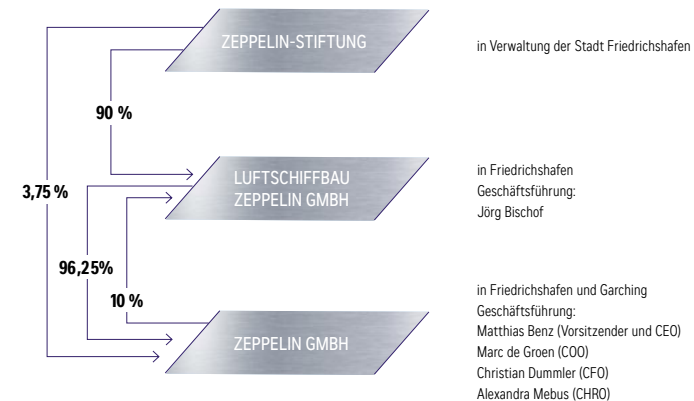 ZEPPELIN-STIFTUNG
in Verwaltung der Stadt Friedrichshafen
90 %
LUFTSCHIFFBAU
ZEPPELIN GMBH
in Friedrichshafen
Geschäftsführung:
Jörg Bischof
3,75 %
96,25%
10 %
ZEPPELIN GMBH
in Friedrichshafen und Garching
Geschäftsführung:
Matthias Benz (Vorsitzender und CEO)
Marc de Groen (COO)
Christian Dummler (CFO)
Alexandra Mebus (CHRO)